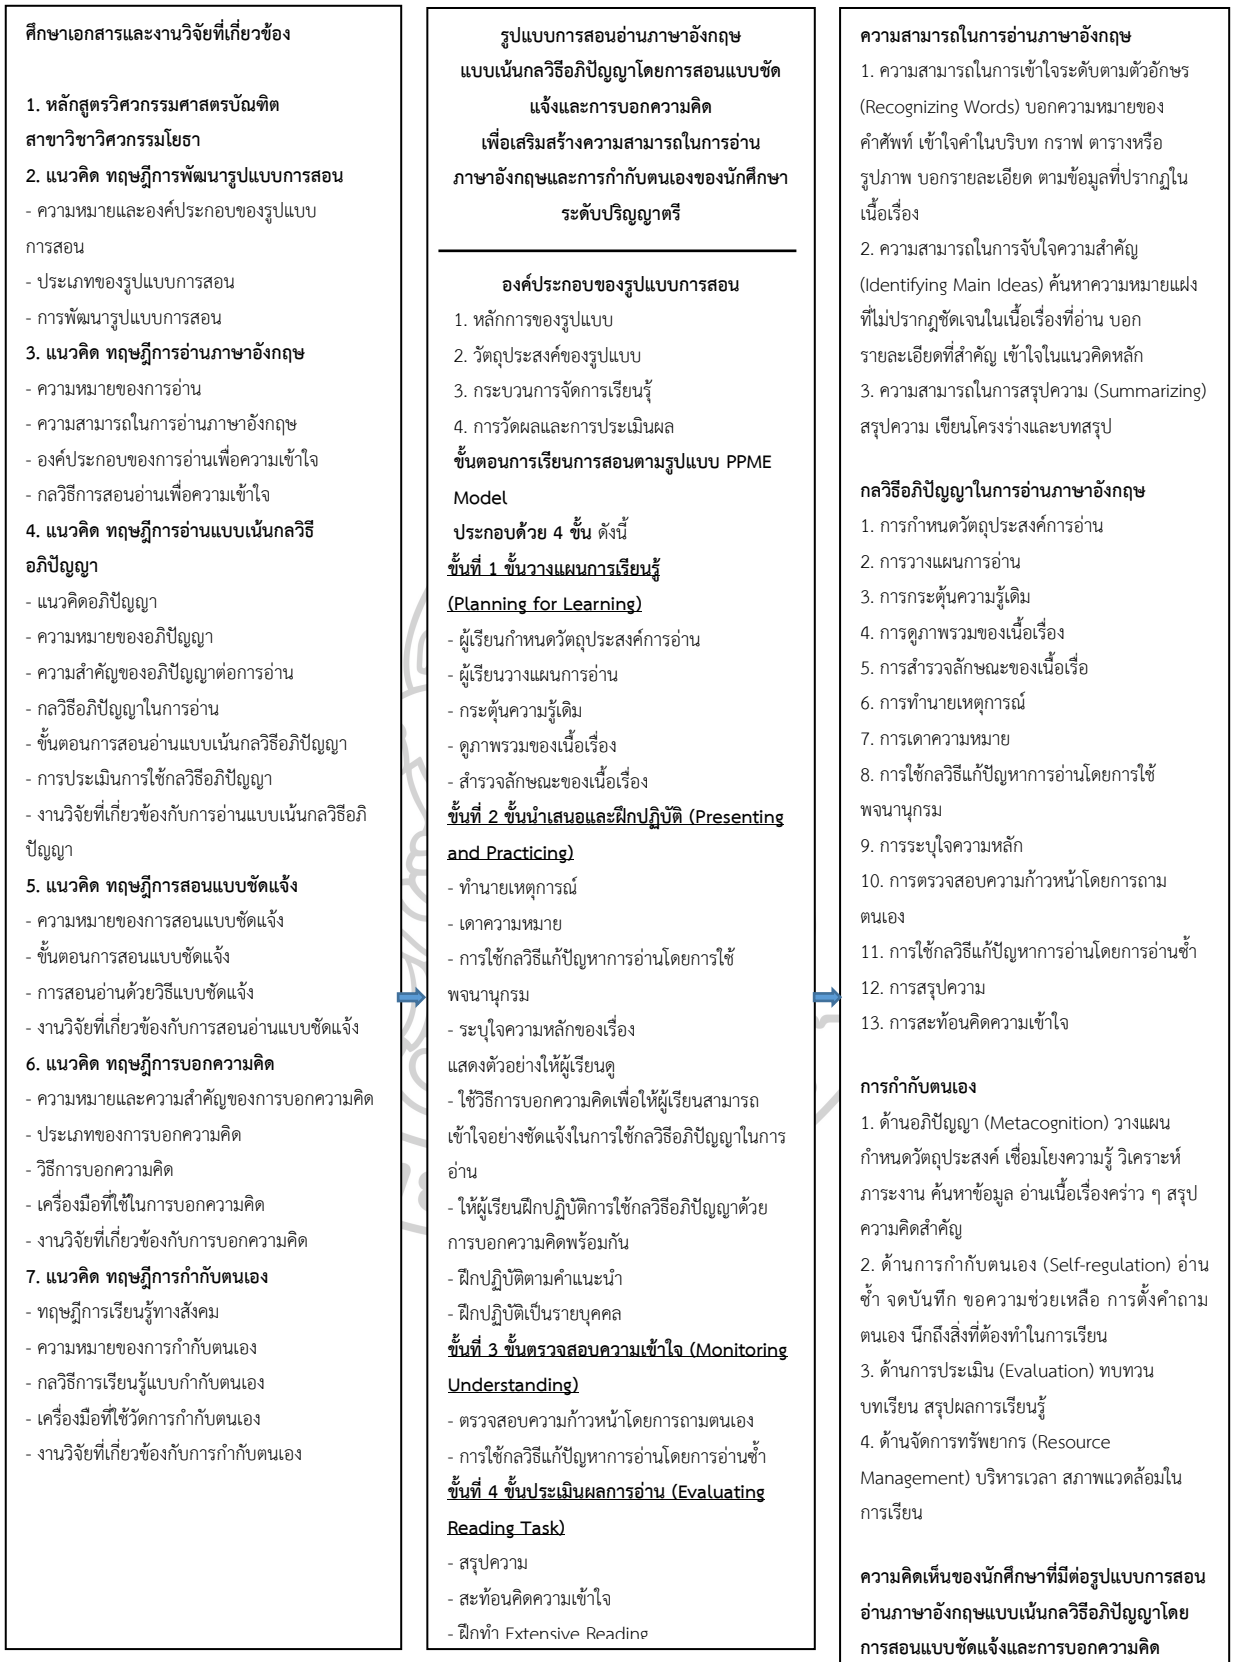 ศึกษาเอกสารและงานวิจัยที่เกี่ยวข้อง
1. หลักสูตรวิศวกรรมศาสตรบัณฑิต
สาขาวิชาวิศวกรรมโยธา
2. แนวคิด ทฤษฎีการพัฒนารูปแบบการสอน
- ความหมายและองค์ประกอบของรูปแบบ
การสอน
- ประเภทของรูปแบบการสอน
- การพัฒนารูปแบบการสอน
3. แนวคิด ทฤษฎีการอ่านภาษาอังกฤษ
- ความหมายของการอ่าน
- ความสามารถในการอ่านภาษาอังกฤษ
- องค์ประกอบของการอ่านเพื่อความเข้าใจ
- กลวิธีการสอนอ่านเพื่อความเข้าใจ
4. แนวคิด ทฤษฎีการอ่านแบบเน้นกลวิธี
อภิปัญญา
- แนวคิดอภิปัญญา
- ความหมายของอภิปัญญา
- ความสำคัญของอภิปัญญาต่อการอ่าน
- กลวิธีอภิปัญญาในการอ่าน
- ขั้นตอนการสอนอ่านแบบเน้นกลวิธีอภิปัญญา
- การประเมินการใช้กลวิธีอภิปัญญา
- งานวิจัยที่เกี่ยวข้องกับการอ่านแบบเน้นกลวิธีอภิ
ปัญญา
5. แนวคิด ทฤษฎีการสอนแบบชัดแจ้ง
- ความหมายของการสอนแบบชัดแจ้ง
- ขั้นตอนการสอนแบบชัดแจ้ง
- การสอนอ่านด้วยวิธีแบบชัดแจ้ง
- งานวิจัยที่เกี่ยวข้องกับการสอนอ่านแบบชัดแจ้ง
6. แนวคิด ทฤษฎีการบอกความคิด
- ความหมายและความสำคัญของการบอกความคิด
- ประเภทของการบอกความคิด
- วิธีการบอกความคิด
- เครื่องมือที่ใช้ในการบอกความคิด
- งานวิจัยที่เกี่ยวข้องกับการบอกความคิด
7. แนวคิด ทฤษฎีการกำกับตนเอง
- ทฤษฎีการเรียนรู้ทางสังคม
- ความหมายของการกำกับตนเอง
- กลวิธีการเรียนรู้แบบกำกับตนเอง
- เครื่องมือที่ใช้วัดการกำกับตนเอง
- งานวิจัยที่เกี่ยวข้องกับการกำกับตนเอง
รูปแบบการสอนอ่านภาษาอังกฤษ
แบบเน้นกลวิธีอภิปัญญาโดยการสอนแบบชัด
แจ้งและการบอกความคิด
เพื่อเสริมสร้างความสามารถในการอ่าน
ภาษาอังกฤษและการกำกับตนเองของนักศึกษา
ระดับปริญญาตรี
องค์ประกอบของรูปแบบการสอน
1. หลักการของรูปแบบ
2. วัตถุประสงค์ของรูปแบบ
3. กระบวนการจัดการเรียนรู้
4. การวัดผลและการประเมินผล
ขั้นตอนการเรียนการสอนตามรูปแบบ PPME
Model
ประกอบด้วย 4 ขั้น ดังนี้
ขั้นที่ 1 ขั้นวางแผนการเรียนรู้
(Planning for Learning)
- ผู้เรียนกำหนดวัตถุประสงค์การอ่าน
- ผู้เรียนวางแผนการอ่าน
- กระตุ้นความรู้เดิม
- ดูภาพรวมของเนื้อเรื่อง
- สำรวจลักษณะของเนื้อเรื่อง
ขั้นที่ 2 ขั้นนำเสนอและฝึกปฏิบัติ (Presenting
and Practicing)
- ทำนายเหตุการณ์
- เดาความหมาย
- การใช้กลวิธีแก้ปัญหาการอ่านโดยการใช้
พจนานุกรม
- ระบุใจความหลักของเรื่อง
แสดงตัวอย่างให้ผู้เรียนดู
- ใช้วิธีการบอกความคิดเพื่อให้ผู้เรียนสามารถ
เข้าใจอย่างชัดแจ้งในการใช้กลวิธีอภิปัญญาในการ
อ่าน
- ให้ผู้เรียนฝึกปฏิบัติการใช้กลวิธีอภิปัญญาด้วย
การบอกความคิดพร้อมกัน
- ฝึกปฏิบัติตามคำแนะนำ
- ฝึกปฏิบัติเป็นรายบุคคล
ขั้นที่ 3 ขั้นตรวจสอบความเข้าใจ (Monitoring
Understanding)
- ตรวจสอบความก้าวหน้าโดยการถามตนเอง
- การใช้กลวิธีแก้ปัญหาการอ่านโดยการอ่านซ้ำ
ขั้นที่ 4 ขั้นประเมินผลการอ่าน (Evaluating
Reading Task)
- สรุปความ
- สะท้อนคิดความเข้าใจ
- ฝึกทำ Extensive Reading
ความสามารถในการอ่านภาษาอังกฤษ
1. ความสามารถในการเข้าใจระดับตามตัวอักษร
(Recognizing Words) บอกความหมายของ
คำศัพท์ เข้าใจคำในบริบท กราฟ ตารางหรือ
รูปภาพ บอกรายละเอียด ตามข้อมูลที่ปรากฏใน
เนื้อเรื่อง
2. ความสามารถในการจับใจความสำคัญ
(Identifying Main Ideas) ค้นหาความหมายแฝง
ที่ไม่ปรากฏชัดเจนในเนื้อเรื่องที่อ่าน บอก
รายละเอียดที่สำคัญ เข้าใจในแนวคิดหลัก
3. ความสามารถในการสรุปความ (Summarizing)
สรุปความ เขียนโครงร่างและบทสรุป
กลวิธีอภิปัญญาในการอ่านภาษาอังกฤษ
1. การกำหนดวัตถุประสงค์การอ่าน
2. การวางแผนการอ่าน
3. การกระตุ้นความรู้เดิม
4. การดูภาพรวมของเนื้อเรื่อง
5. การสำรวจลักษณะของเนื้อเรื่อ
6. การทำนายเหตุการณ์
7. การเดาความหมาย
8. การใช้กลวิธีแก้ปัญหาการอ่านโดยการใช้
พจนานุกรม
9. การระบุใจความหลัก
10. การตรวจสอบความก้าวหน้าโดยการถาม
ตนเอง
11. การใช้กลวิธีแก้ปัญหาการอ่านโดยการอ่านซ้ำ
12. การสรุปความ
13. การสะท้อนคิดความเข้าใจ
การกำกับตนเอง
1. ด้านอภิปัญญา (Metacognition) วางแผน
กำหนดวัตถุประสงค์ เชื่อมโยงความรู้ วิเคราะห์
ภาระงาน ค้นหาข้อมูล อ่านเนื้อเรื่องคร่าว ๆ สรุป
ความคิดสำคัญ
2. ด้านการกำกับตนเอง (Self-regulation) อ่าน
ซ้ำ จดบันทึก ขอความช่วยเหลือ การตั้งคำถาม
ตนเอง นึกถึงสิ่งที่ต้องทำในการเรียน
3. ด้านการประเมิน (Evaluation) ทบทวน
บทเรียน สรุปผลการเรียนรู้
4. ด้านจัดการทรัพยากร (Resource
Management) บริหารเวลา สภาพแวดล้อมใน
การเรียน
ความคิดเห็นของนักศึกษาที่มีต่อรูปแบบการสอน
อ่านภาษาอังกฤษแบบเน้นกลวิธีอภิปัญญาโดย
การสอนแบบชัดแจ้งและการบอกความคิด